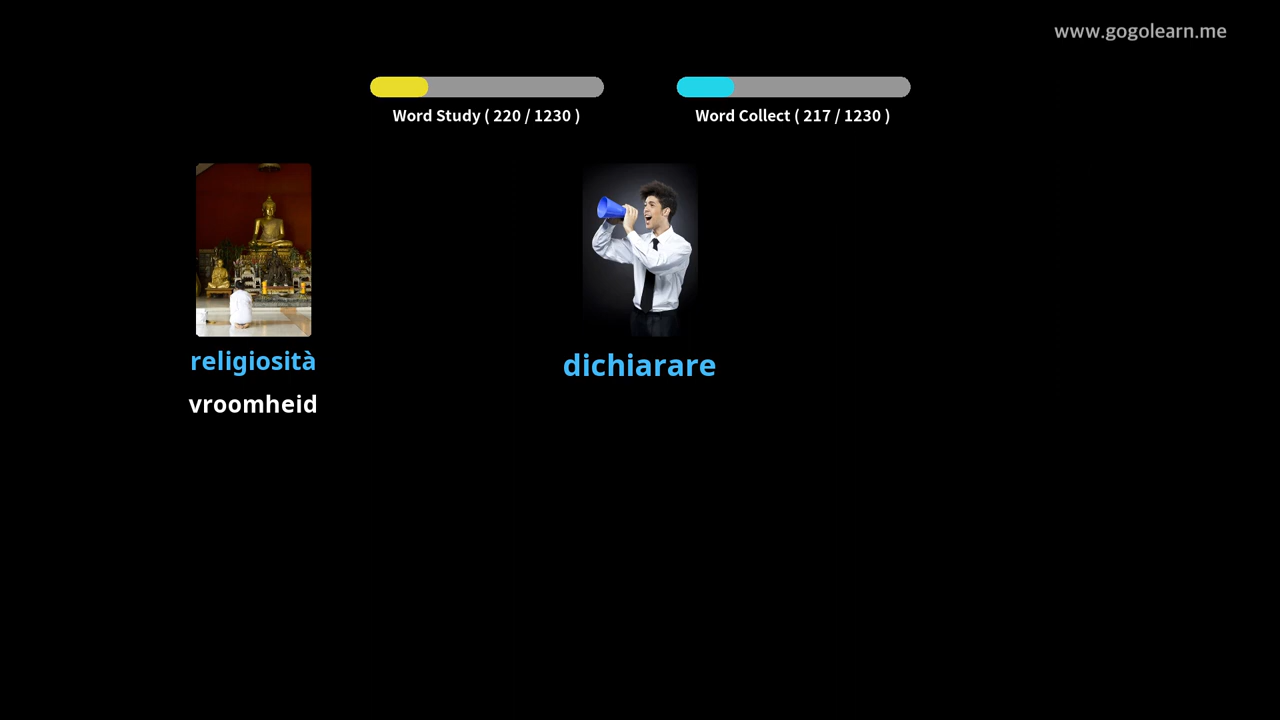 www.gogolearn.me
Word Study ( 220 / 1230 )
Word Collect ( 217 / 1230 )
religiosità
vroomheid
dichiarare